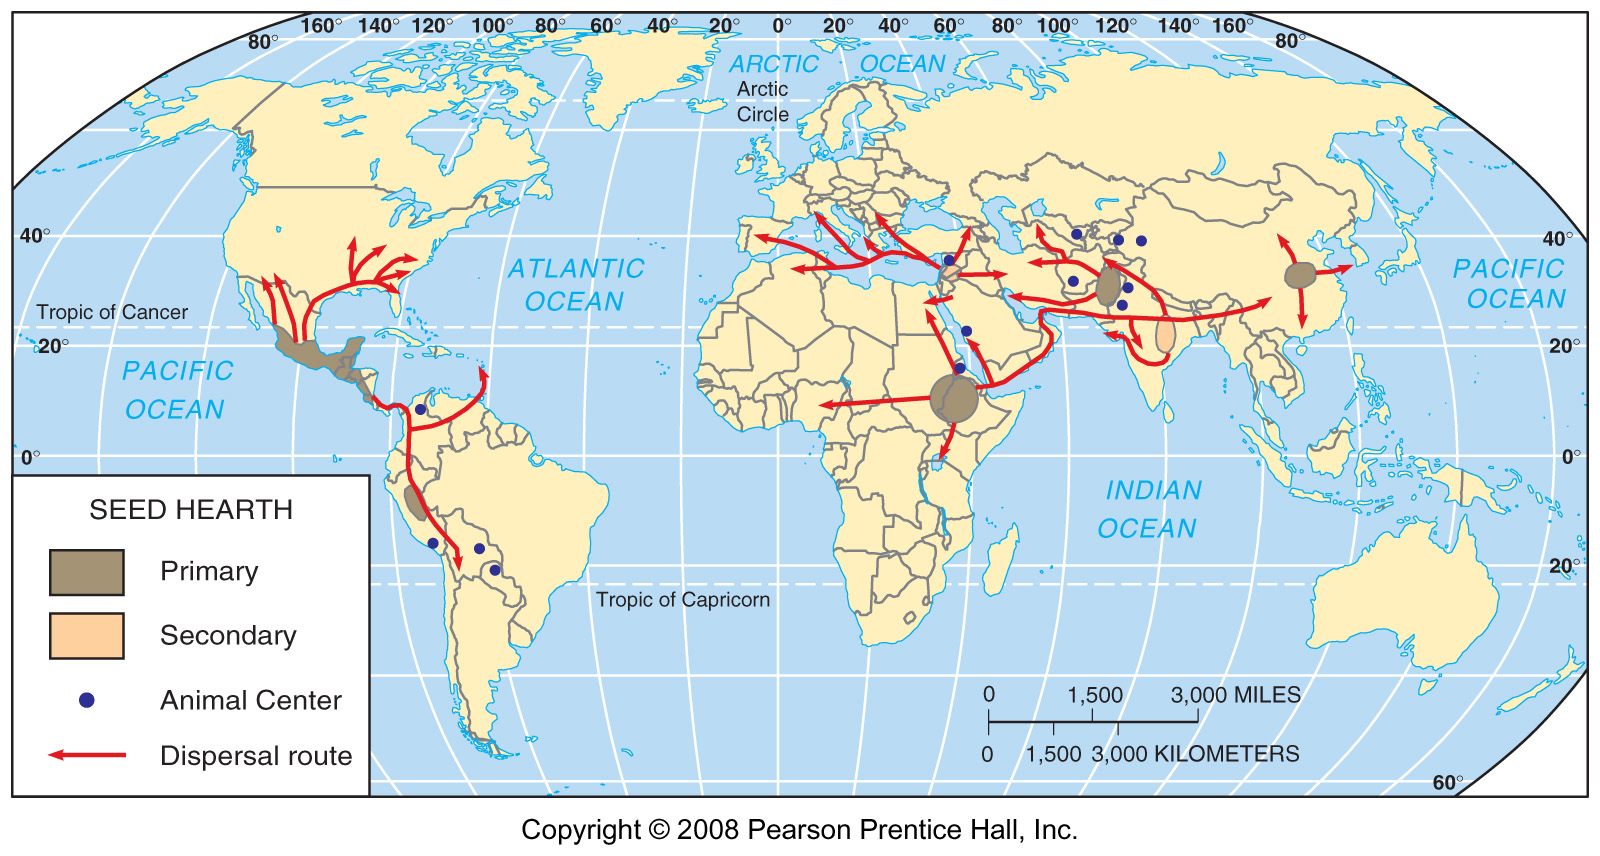 160° 140° 120° 100° 80° 60° 40° 20° 0° 20° 40° 60° 80° 100° 120° 140° 160°
80° 80°
ARCTIC OCEAN
Arctic
Circle
40° 40°
ATLANTIC
OCEAN
PACIFIC
OCEAN
Tropic of Cancer
20° 20°
PACIFIC
OCEAN
0° 0°
INDIAN
OCEAN
20°
Tropic of Capricorn
SEED HEARTH
Primary
Secondary
Animal Center
Dispersal route
0 1,500 3,000 MILES
0 1,500 3,000 KILOMETERS
60°
Copyright © 2008 Pearson Prentice Hall, Inc.